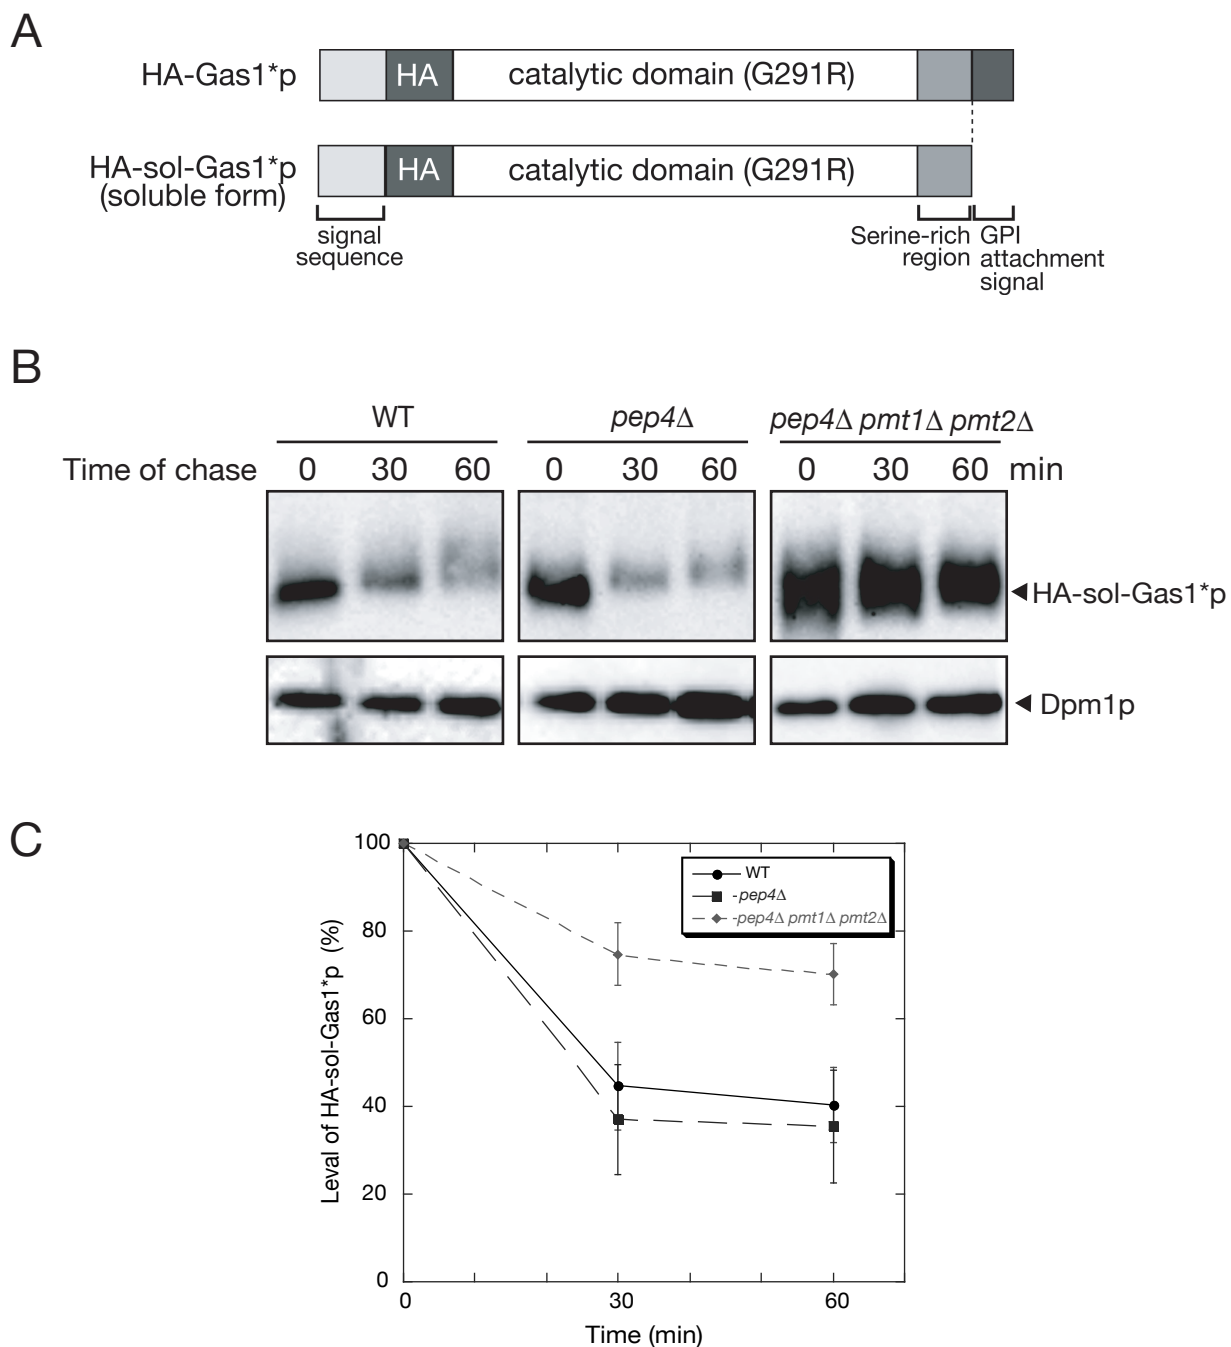 A
HA-Gas1*p
HA
catalytic domain (G291R)
HA-sol-Gas1*p
(soluble form)
HA
catalytic domain (G291R)
signal
sequence
Serine-rich
region
GPI
attachment
signal
B
WT
pep4Δ
pep4Δ pmt1Δ pmt2Δ
Time of chase 0 30 60 0 30 60 0 30 60 min
HA-sol-Gas1*p
Dpm1p
C
100
80
60
40
20
0
Leval of HA-sol-Gas1*p (%)
WT
-pep4Δ
-pep4Δ pmt1Δ pmt2Δ
0 30 60
Time (min)